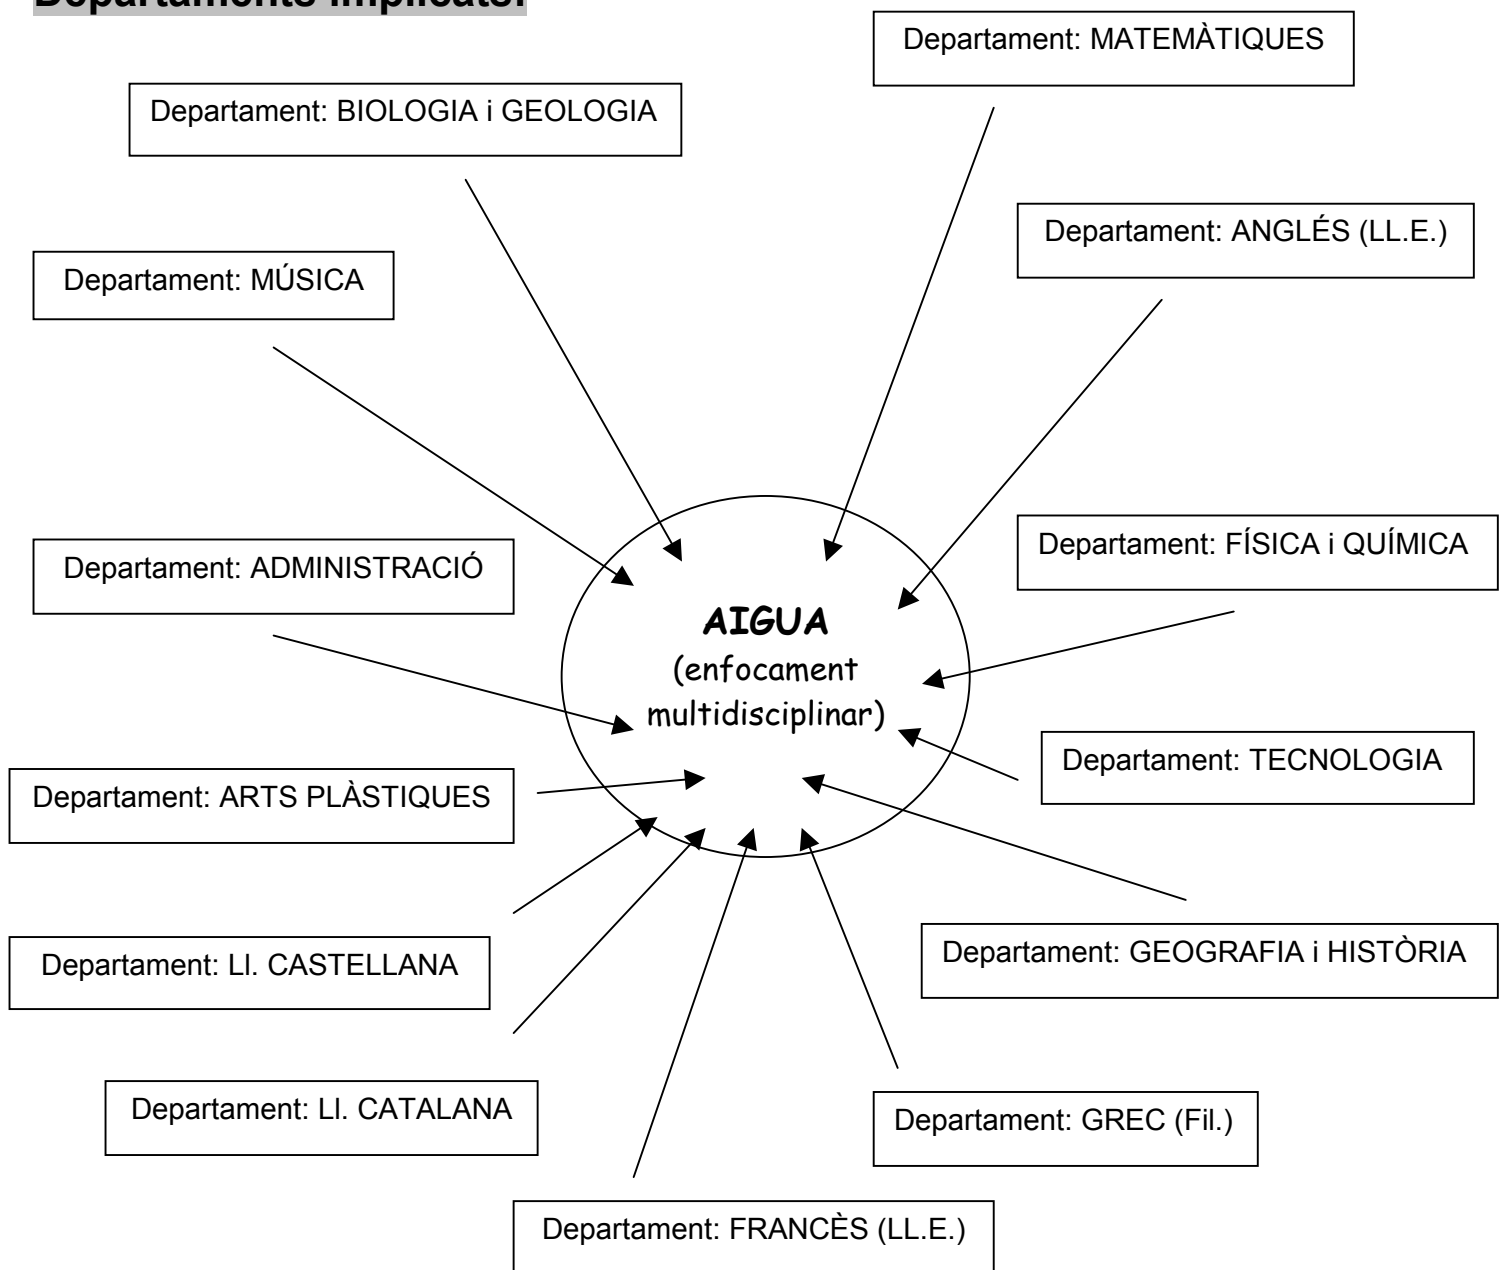 Departaments implicats:
Departament: MATEMÀTIQUES
Departament: BIOLOGIA i GEOLOGIA
Departament: ANGLÉS (LL.E.)
Departament: MÚSICA
Departament: FÍSICA i QUÍMICA
Departament: ADMINISTRACIÓ
AIGUA
(enfocament
multidisciplinar)
Departament: TECNOLOGIA
Departament: ARTS PLÀSTIQUES
Departament: Ll. CASTELLANA
Departament: GEOGRAFIA i HISTÒRIA
Departament: Ll. CATALANA
Departament: GREC (Fil.)
Departament: FRANCÈS (LL.E.)